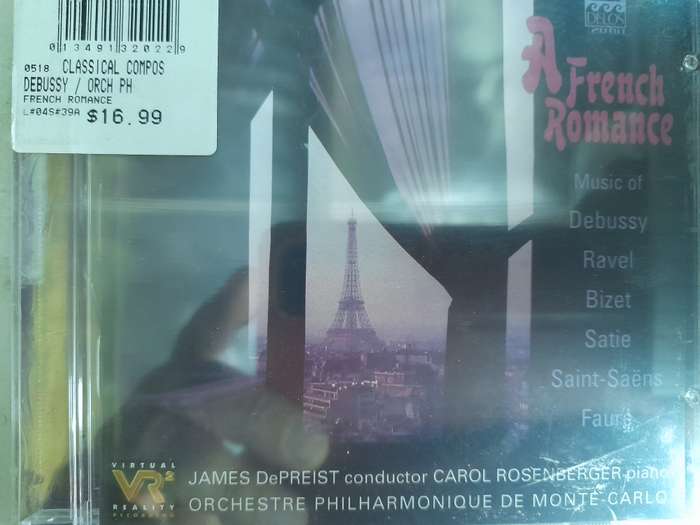 0 13491 32022 9
0518 CLASSICAL COMPOS
DEBUSSY / ORCH PH
FRENCH ROMANCE
L#04S#39A $16.99
DELOS
A
French
Romance
Music of
Debussy
Ravel
Bizet
Satie
Saint-Saëns
Fauré
VIRTUAL
VR²
REALITY
RECORDING
JAMES DePREIST conductor CAROL ROSENBERGER piano
ORCHESTRE PHILHARMONIQUE DE MONTE-CARLO